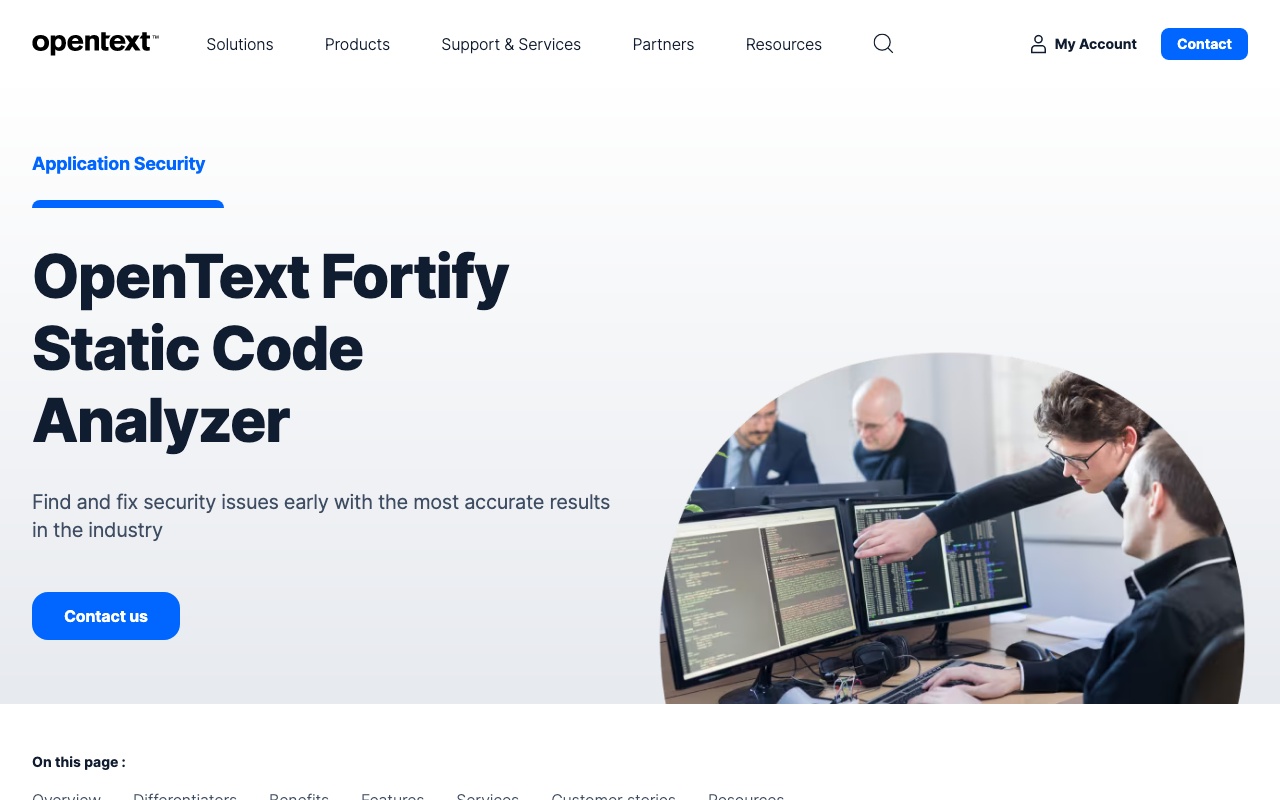 opentext™
Solutions
Products
Support & Services
Partners
Resources
My Account
Contact
Application Security
OpenText Fortify
Static Code
Analyzer
Find and fix security issues early with the most accurate results
in the industry
Contact us
On this page :
Overview
Differentiators
Benefits
Features
Services
Customer stories
Resources